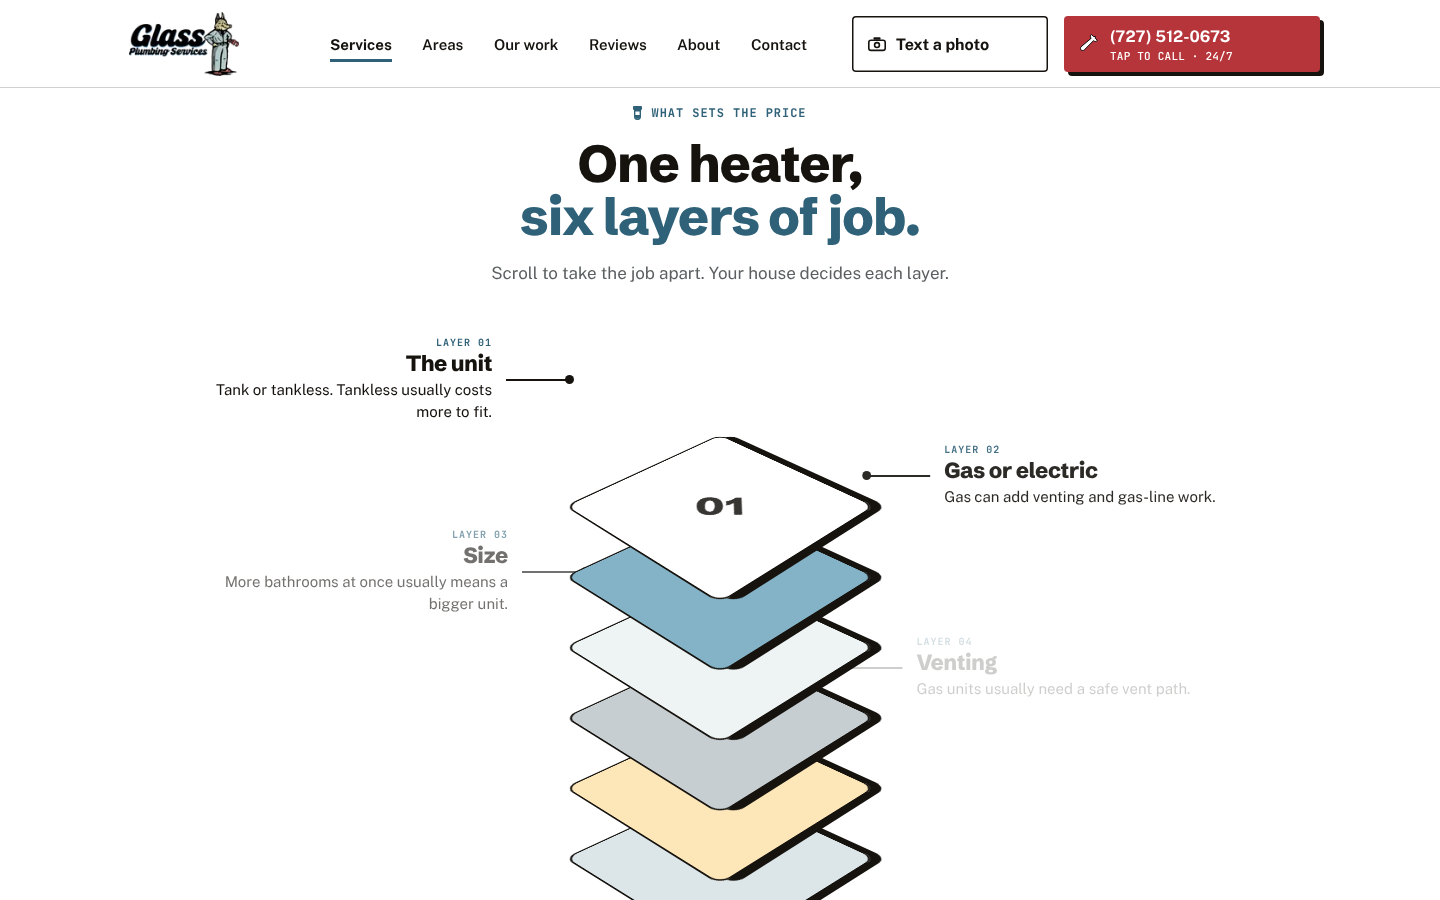 Glass
Plumbing Services
Services
Areas
Our work
Reviews
About
Contact
Text a photo
(727) 512-0673
TAP TO CALL · 24/7
WHAT SETS THE PRICE
One heater,
six layers of job.
Scroll to take the job apart. Your house decides each layer.
LAYER 01
The unit
Tank or tankless. Tankless usually costs
more to fit.
LAYER 02
Gas or electric
Gas can add venting and gas-line work.
01
LAYER 03
Size
More bathrooms at once usually means a
bigger unit.
LAYER 04
Venting
Gas units usually need a safe vent path.